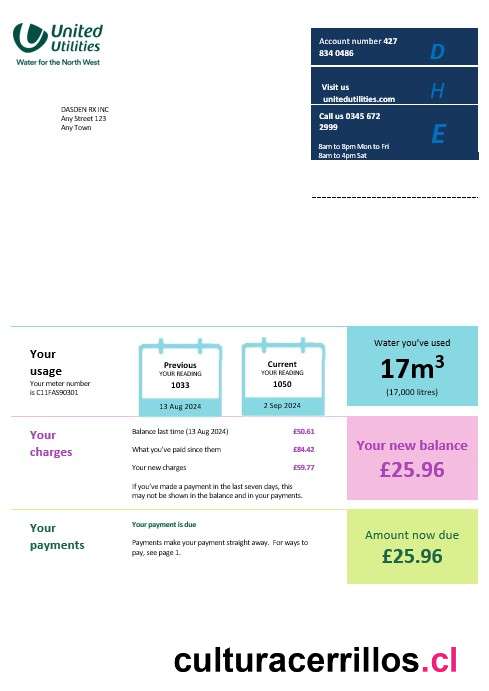 United
Utilities
Water for the North West
Account number 427
834 0486
D
Visit us
unitedutilities.com
H
Call us 0345 672
2999
E
8am to 8pm Mon to Fri
8am to 4pm Sat
DASDEN RX INC
Any Street 123
Any Town
Your
usage
Your meter number
is C11FAS90301
Previous
YOUR READING
1033
13 Aug 2024
Current
YOUR READING
1050
2 Sep 2024
Water you've used
17m³
(17,000 litres)
Your
charges
Balance last time (13 Aug 2024) £50.61
What you've paid since them £84.42
Your new charges £59.77
If you've made a payment in the last seven days, this
may not be shown in the balance and in your payments.
Your new balance
£25.96
Your
payments
Your payment is due
Payments make your payment straight away. For ways to
pay, see page 1.
Amount now due
£25.96
culturacerrillos.cl